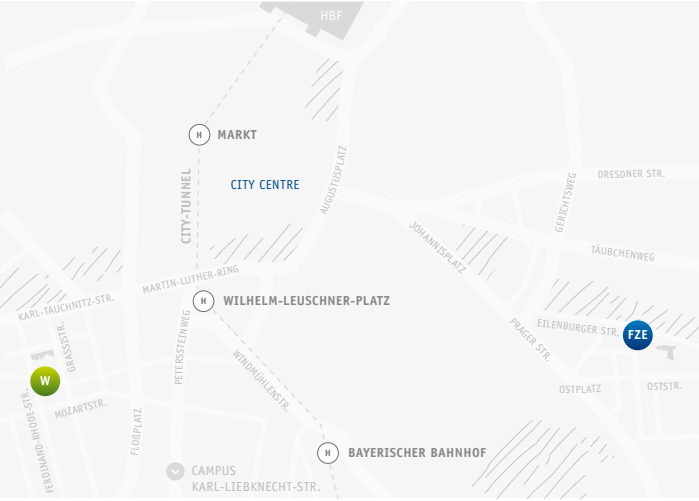 HBF
H
MARKT
CITY-TUNNEL
CITY CENTRE
AUGUSTUSPLATZ
DRESDNER STR.
GERICHTSWEG
JOHANNISPLATZ
TÄUBCHENWEG
MARTIN-LUTHER-RING
KARL-TAUCHNITZ-STR.
H
WILHELM-LEUSCHNER-PLATZ
PETERSSTEINWEG
GRASSISTR.
WINDMÜHLENSTR.
PRAGER STR.
EILENBURGER STR.
FZE
W
OSTPLATZ
OSTSTR.
MOZARTSTR.
FERDINAND-RHODE-STR.
FLOßPLATZ
H
BAYERISCHER BAHNHOF
CAMPUS
KARL-LIEBKNECHT-STR.